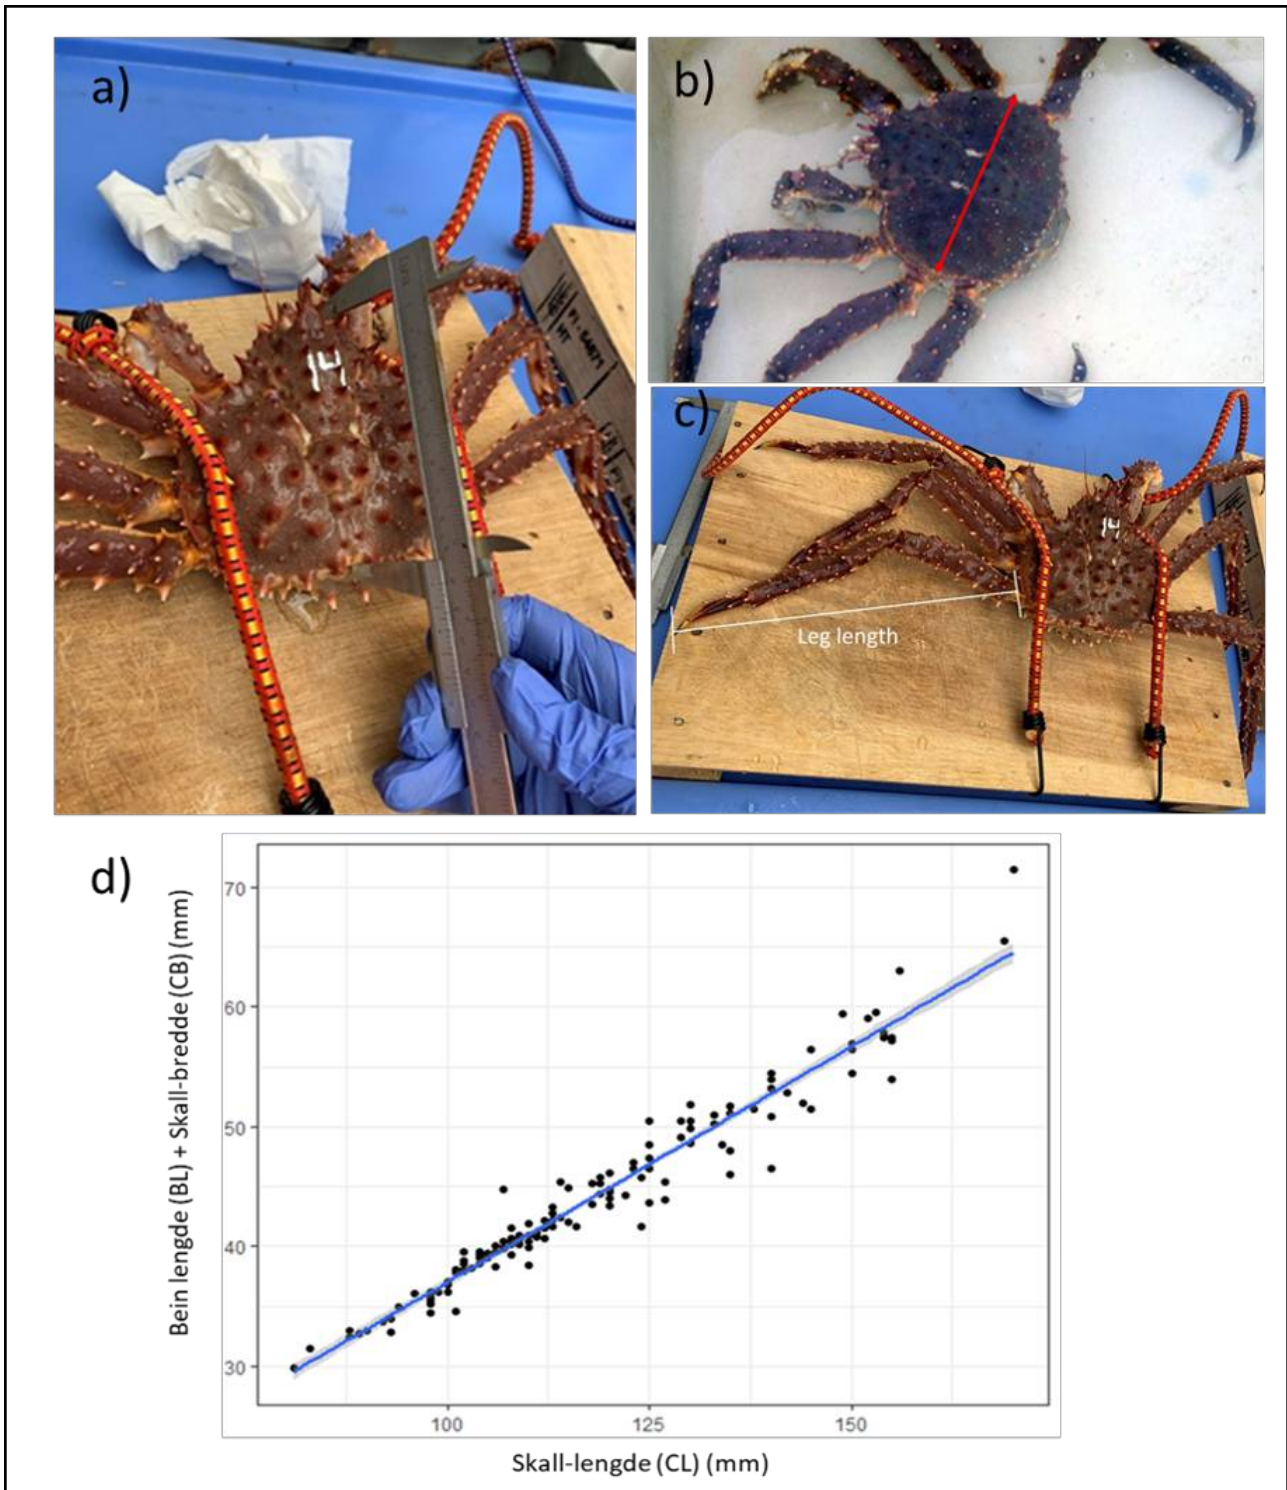 a)
14
b)
c)
14
Leg length
d)
Bein lengde (BL) + Skall-bredde (CB) (mm)
70
60
50
40
30
100
125
150
Skall-lengde (CL) (mm)